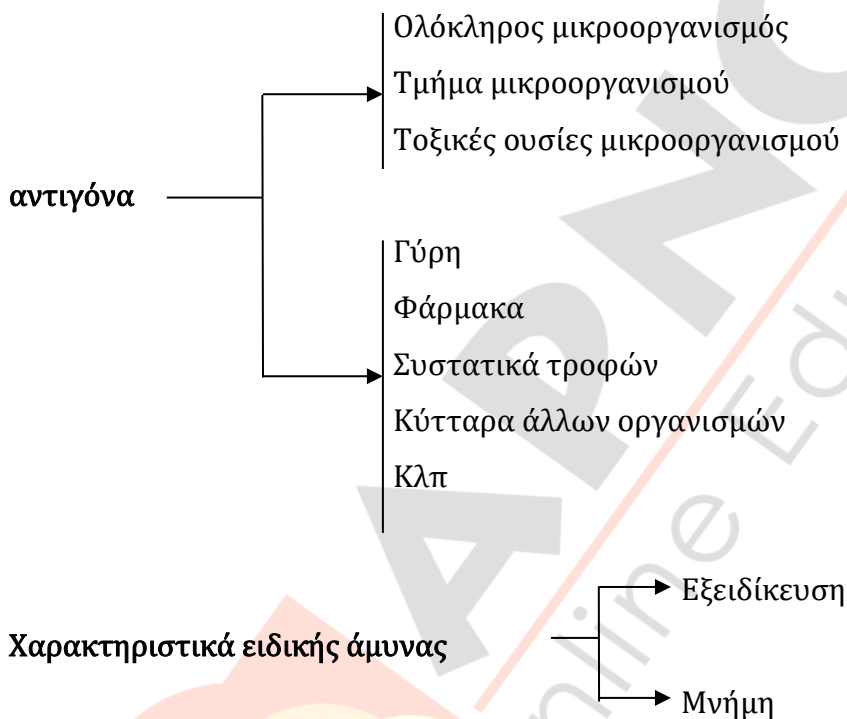 Ολόκληρος μικροοργανισμός
Τμήμα μικροοργανισμού
Τοξικές ουσίες μικροοργανισμού
αντιγόνα
Γύρη
Φάρμακα
Συστατικά τροφών
Κύτταρα άλλων οργανισμών
Κλπ
Εξειδίκευση
Χαρακτηριστικά ειδικής άμυνας
Μνήμη